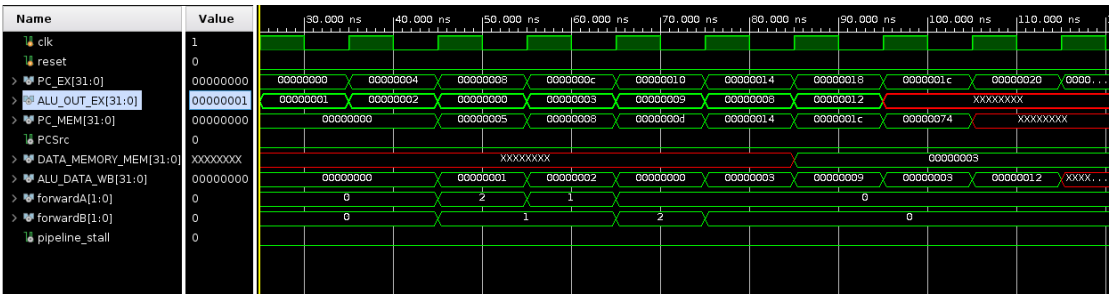 Name Value 30.000 ns 40.000 ns 50.000 ns 60.000 ns 70.000 ns 80.000 ns 90.000 ns 100.000 ns 110.000 ns
clk 1
reset 0
PC_EX[31:0] 00000000 00000000 00000004 00000008 0000000c 00000010 00000014 00000018 0000001c 00000020 0000...
ALU_OUT_EX[31:0] 00000001 00000001 00000002 00000000 00000003 00000009 00000008 00000012 XXXXXXXX
PC_MEM[31:0] 00000000 00000000 00000005 00000008 0000000d 00000014 0000001c 00000074 XXXXXXXX
PCSrc 0
DATA_MEMORY_MEM[31:0] XXXXXXXX XXXXXXXX 00000003
ALU_DATA_WB[31:0] 00000000 00000000 00000001 00000002 00000000 00000003 00000009 00000003 00000012 XXXX...
forwardA[1:0] 0 0 2 1 0
forwardB[1:0] 0 0 1 2 0
pipeline_stall 0